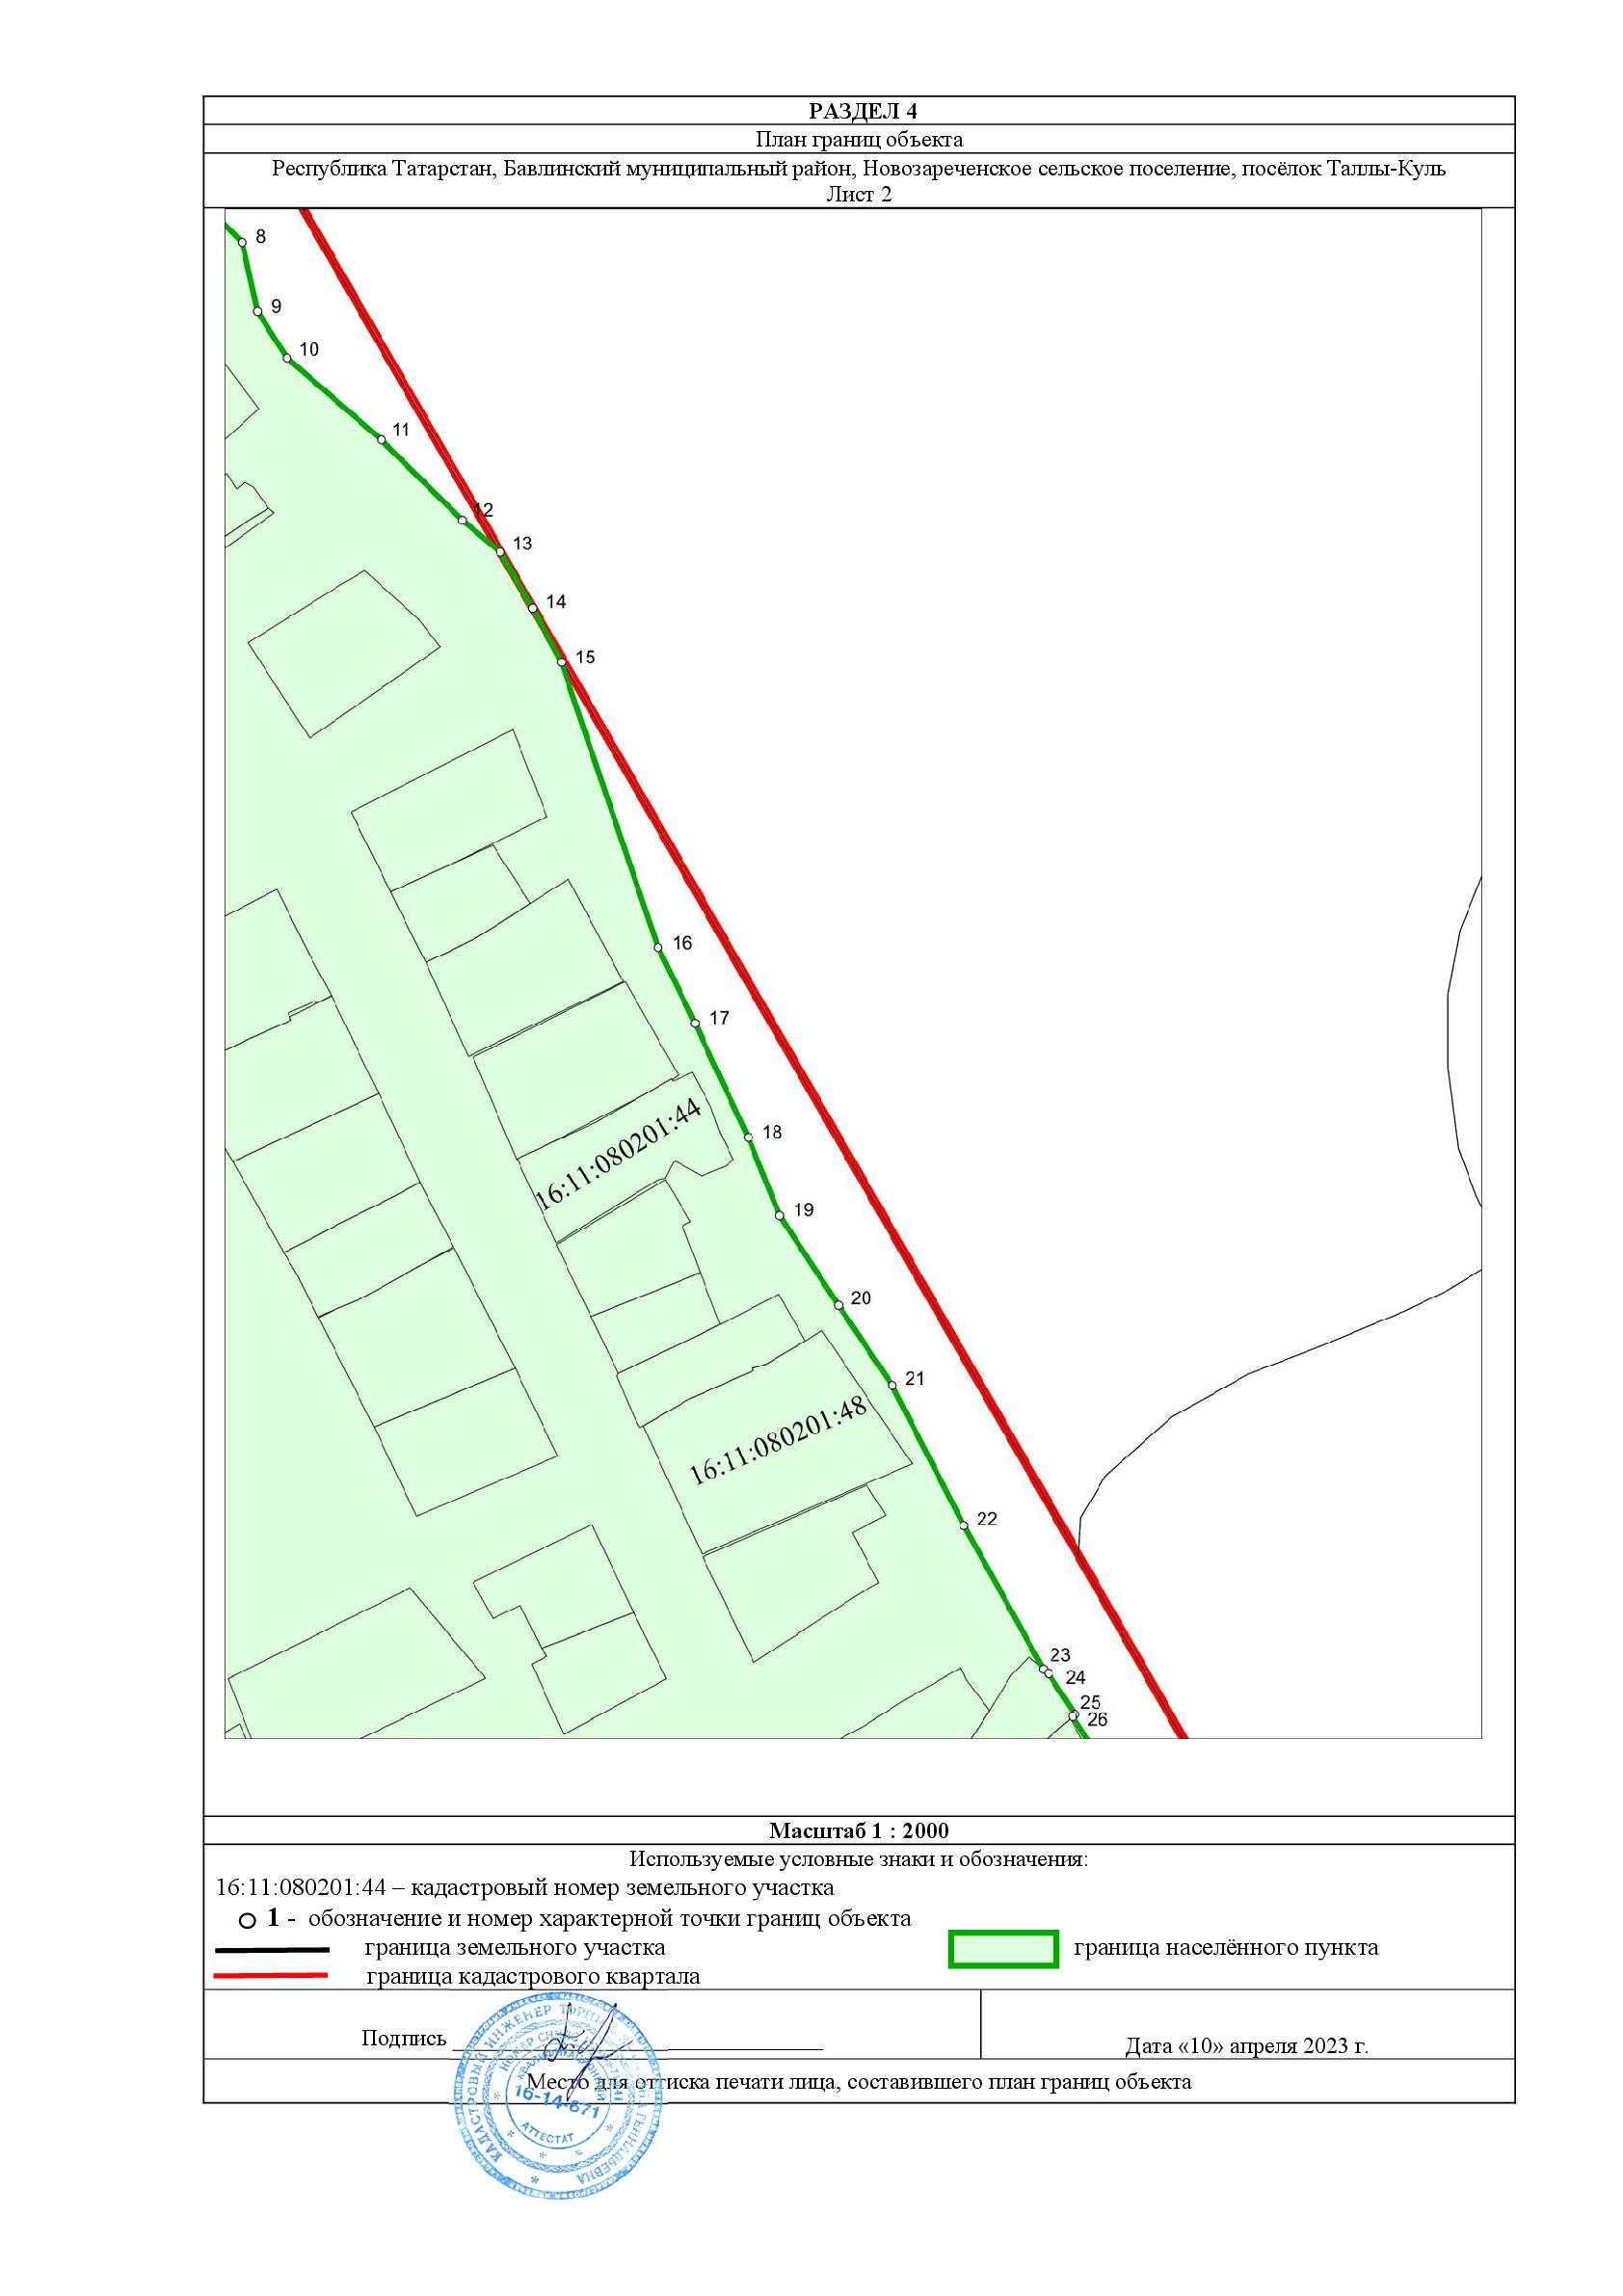 РАЗДЕЛ 4
План границ объекта
Республика Татарстан, Бавлинский муниципальный район, Новозареченское сельское поселение, посёлок Таллы-Куль
Лист 2
8
9
10
11
12
13
14
15
16
17
16:11:080201:44
18
19
20
21
16:11:080201:48
22
23
24
25
26
Масштаб 1 : 2000
Используемые условные знаки и обозначения:
16:11:080201:44 – кадастровый номер земельного участка
1 - обозначение и номер характерной точки границ объекта
граница земельного участка
граница населённого пункта
граница кадастрового квартала
Подпись
Дата «10» апреля 2023 г.
Место для оттиска печати лица, составившего план границ объекта
КАДАСТРОВЫЙ ИНЖЕНЕР
ГЕННАДЬЕВНА
НОМЕР
16-14-671
АТТЕСТАТ